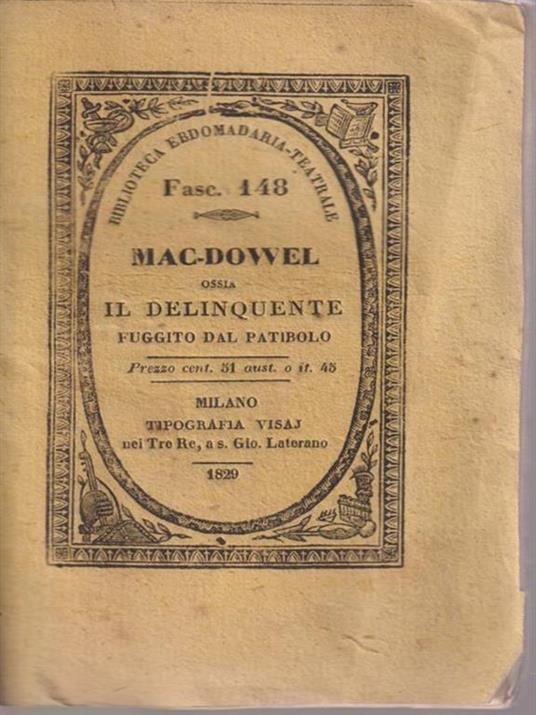 BIBLIOTECA EBDOMADARIA-TEATRALE
Fasc. 148
MAC-DOWEL
OSSIA
IL DELINQUENTE
FUGGITO DAL PATIBOLO
Prezzo cent. 51 aust. o it. 45
MILANO
TIPOGRAFIA VISAJ
nei Tre Re, a s. Gio. Laterano
1829